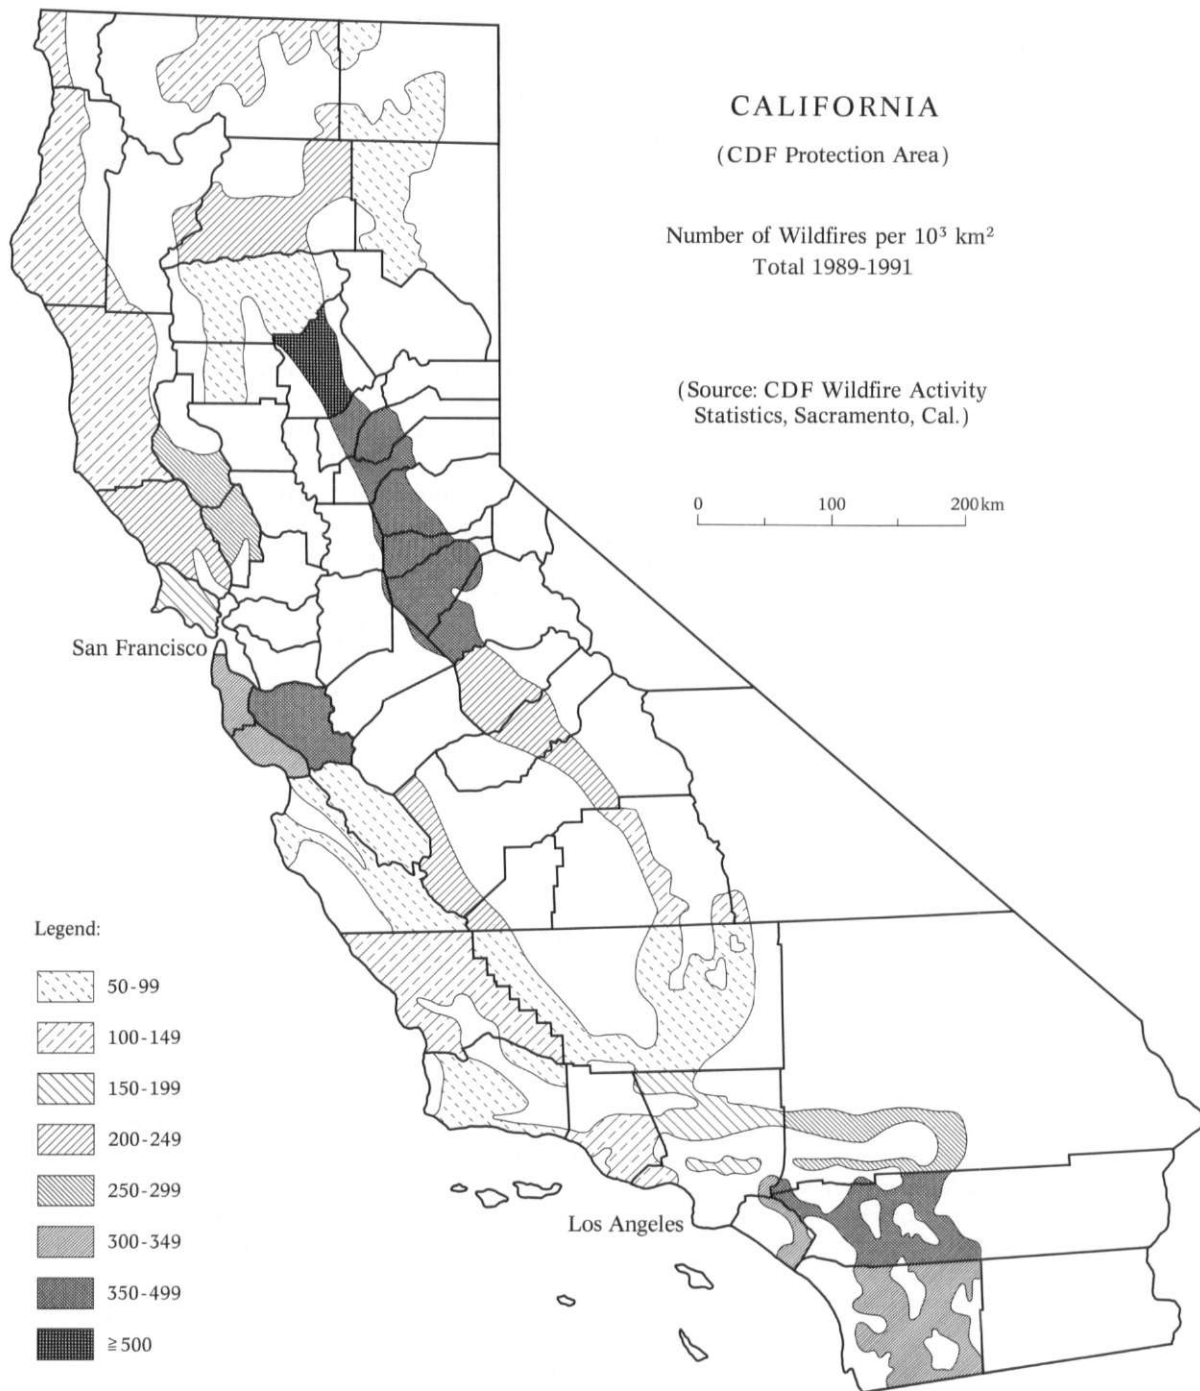 CALIFORNIA
(CDF Protection Area)
Number of Wildfires per 10³ km²
Total 1989-1991
(Source: CDF Wildfire Activity
Statistics, Sacramento, Cal.)
0 100 200 km
San Francisco
Los Angeles
Legend:
50-99
100-149
150-199
200-249
250-299
300-349
350-499
≧500